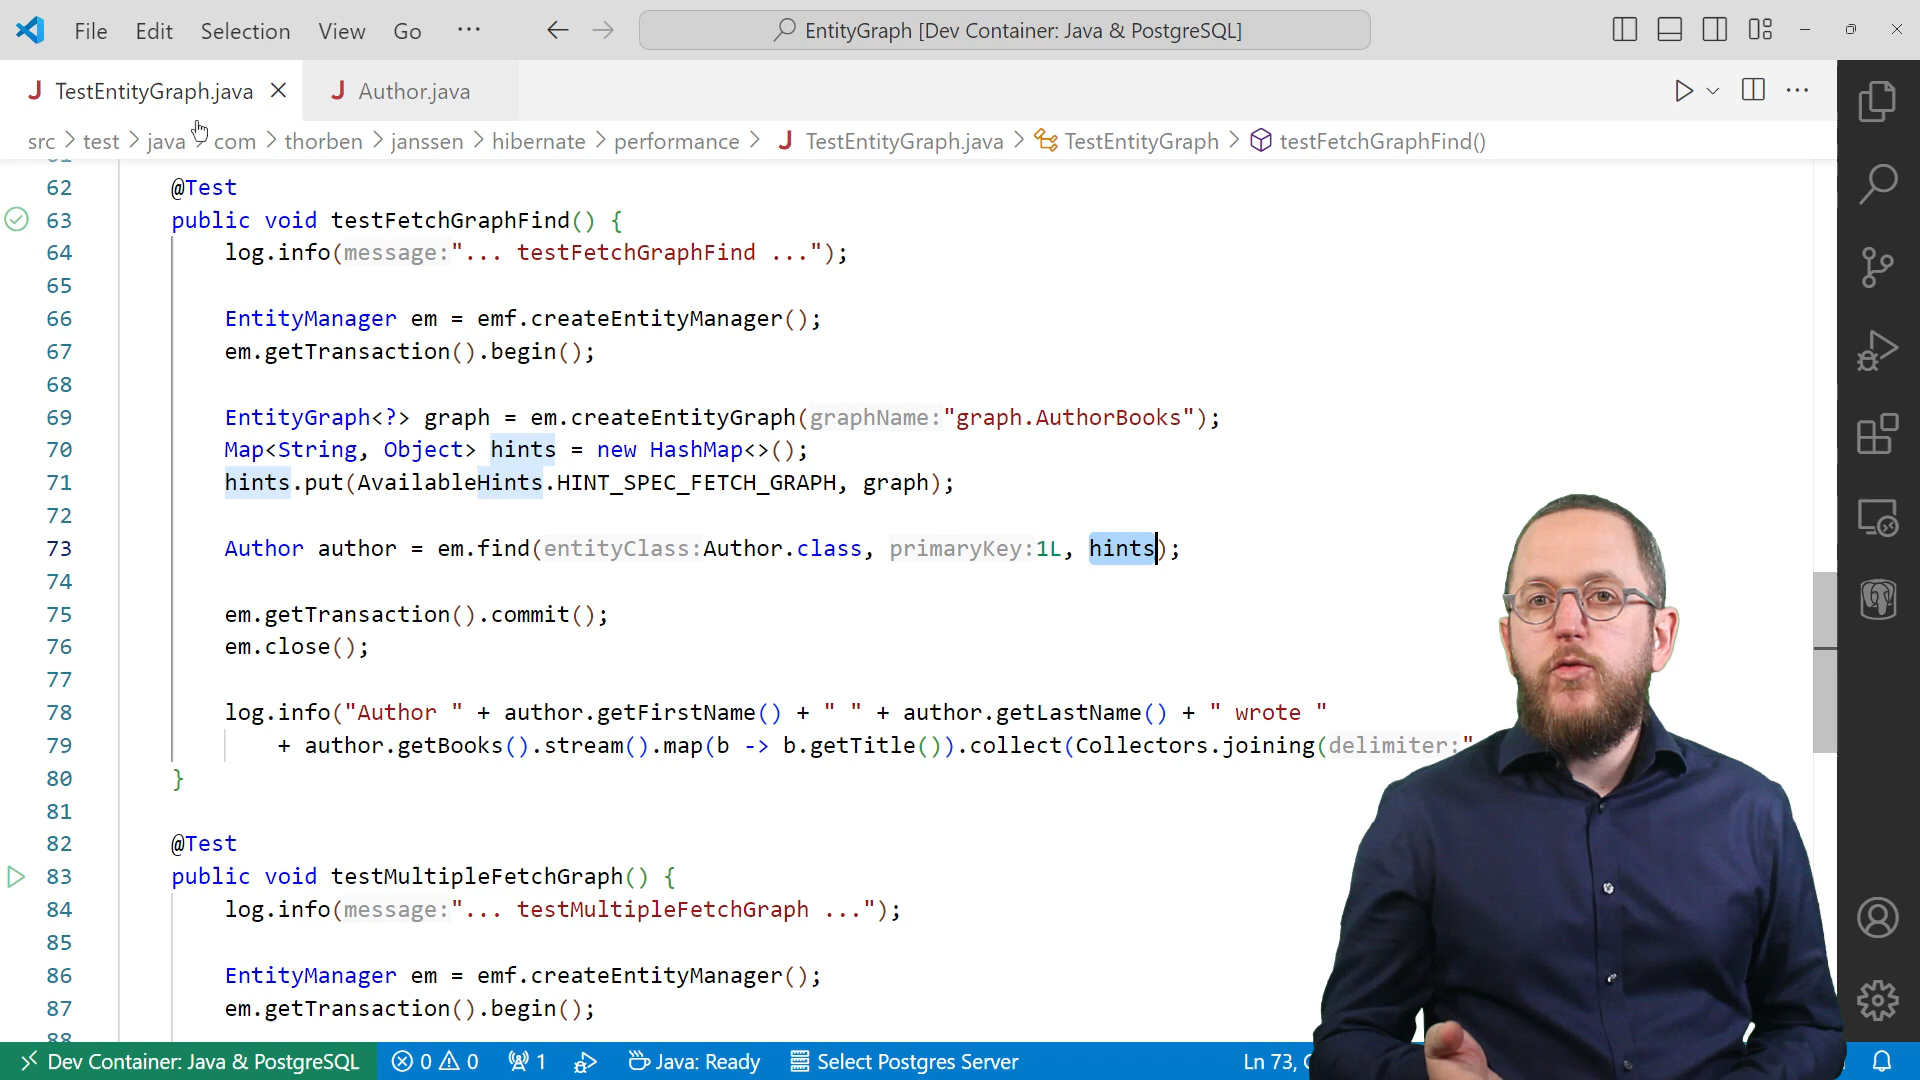 File Edit Selection View Go ··· EntityGraph [Dev Container: Java & PostgreSQL]
J TestEntityGraph.java J Author.java
src > test > java > com > thorben > janssen > hibernate > performance > J TestEntityGraph.java > TestEntityGraph > testFetchGraphFind()
62 @Test
63 public void testFetchGraphFind() {
64 log.info(message:"... testFetchGraphFind ...");
65
66 EntityManager em = emf.createEntityManager();
67 em.getTransaction().begin();
68
69 EntityGraph<?> graph = em.createEntityGraph(graphName:"graph.AuthorBooks");
70 Map<String, Object> hints = new HashMap<>();
71 hints.put(AvailableHints.HINT_SPEC_FETCH_GRAPH, graph);
72
73 Author author = em.find(entityClass:Author.class, primaryKey:1L, hints);
74
75 em.getTransaction().commit();
76 em.close();
77
78 log.info("Author " + author.getFirstName() + " " + author.getLastName() + " wrote "
79 + author.getBooks().stream().map(b -> b.getTitle()).collect(Collectors.joining(delimiter:"
80 }
81
82 @Test
83 public void testMultipleFetchGraph() {
84 log.info(message:"... testMultipleFetchGraph ...");
85
86 EntityManager em = emf.createEntityManager();
87 em.getTransaction().begin();
88
Dev Container: Java & PostgreSQL 0 0 1 Java: Ready Select Postgres Server Ln 73,